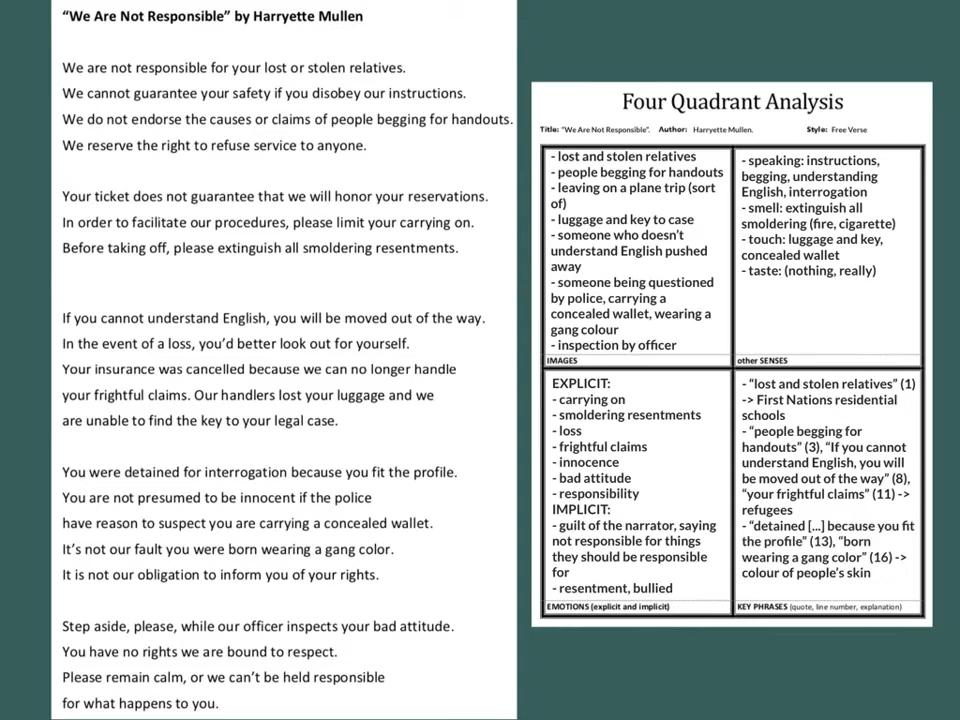 “We Are Not Responsible” by Harryette Mullen
We are not responsible for your lost or stolen relatives.
We cannot guarantee your safety if you disobey our instructions.
We do not endorse the causes or claims of people begging for handouts.
We reserve the right to refuse service to anyone.
Your ticket does not guarantee that we will honor your reservations.
In order to facilitate our procedures, please limit your carrying on.
Before taking off, please extinguish all smoldering resentments.
If you cannot understand English, you will be moved out of the way.
In the event of a loss, you’d better look out for yourself.
Your insurance was cancelled because we can no longer handle
your frightful claims. Our handlers lost your luggage and we
are unable to find the key to your legal case.
You were detained for interrogation because you fit the profile.
You are not presumed to be innocent if the police
have reason to suspect you are carrying a concealed wallet.
It’s not our fault you were born wearing a gang color.
It is not our obligation to inform you of your rights.
Step aside, please, while our officer inspects your bad attitude.
You have no rights we are bound to respect.
Please remain calm, or we can’t be held responsible
for what happens to you.
Four Quadrant Analysis
Title: “We Are Not Responsible”. Author: Harryette Mullen. Style: Free Verse
- lost and stolen relatives
- people begging for handouts
- leaving on a plane trip (sort
of)
- luggage and key to case
- someone who doesn’t
understand English pushed
away
- someone being questioned
by police, carrying a
concealed wallet, wearing a
gang colour
- inspection by officer
IMAGES
- speaking: instructions,
begging, understanding
English, interrogation
- smell: extinguish all
smoldering (fire, cigarette)
- touch: luggage and key,
concealed wallet
- taste: (nothing, really)
other SENSES
EXPLICIT:
- carrying on
- smoldering resentments
- loss
- frightful claims
- innocence
- bad attitude
- responsibility
IMPLICIT:
- guilt of the narrator, saying
not responsible for things
they should be responsible
for
- resentment, bullied
EMOTIONS (explicit and implicit)
- “lost and stolen relatives” (1)
-> First Nations residential
schools
- “people begging for
handouts” (3), “If you cannot
understand English, you will
be moved out of the way” (8),
“your frightful claims” (11) ->
refugees
- “detained [...] because you fit
the profile” (13), “born
wearing a gang color” (16) ->
colour of people’s skin
KEY PHRASES (quote, line number, explanation)